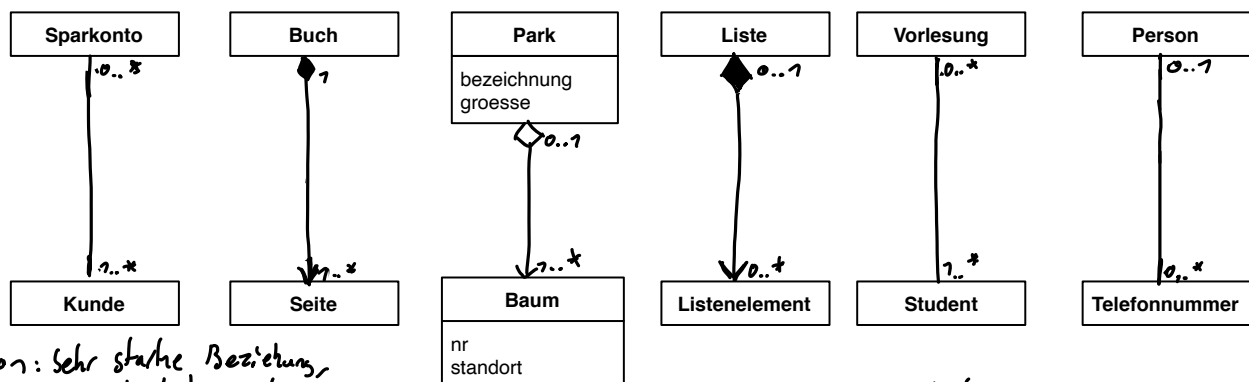 Sparkonto
0..*
1..*
Kunde
Buch
1
1..*
Seite
Park
bezeichnung
groesse
0..1
1..*
Baum
nr
standort
Liste
0..1
0..*
Listenelement
Vorlesung
0..*
1..*
Student
Person
0..1
0..*
Telefonnummer
on: Sehr starke Beziehung,